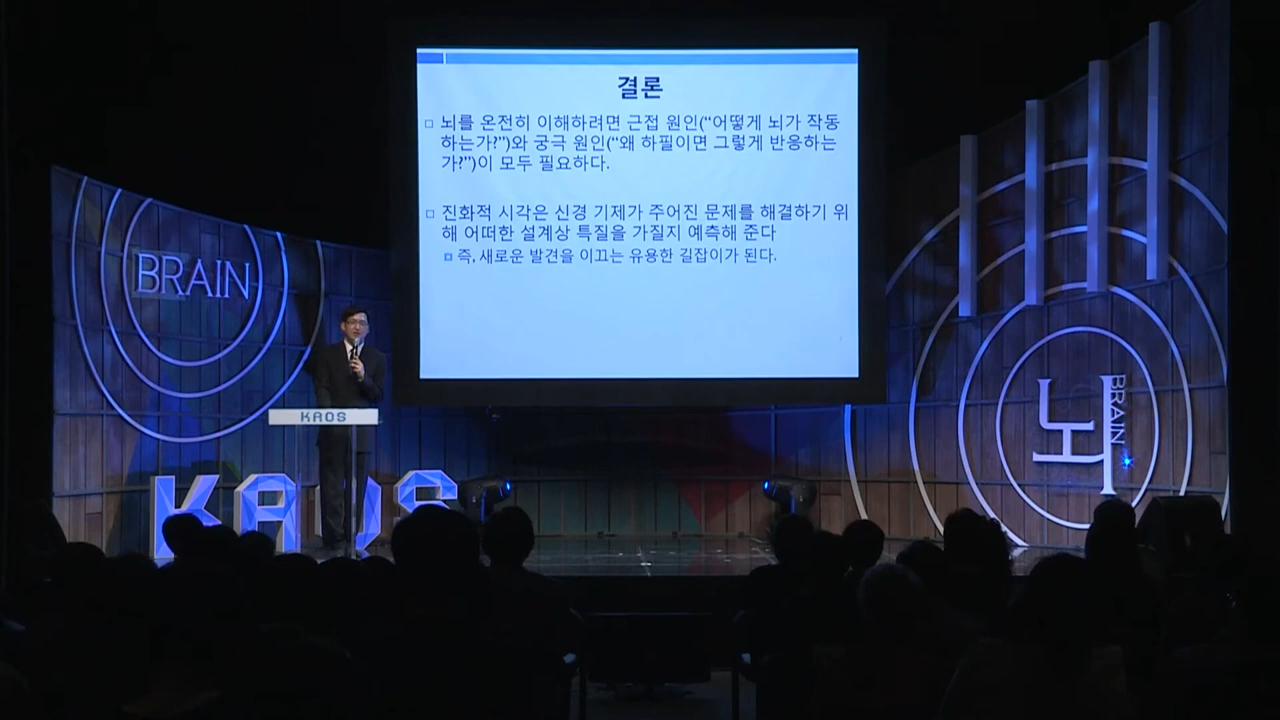 결론
뇌를 온전히 이해하려면 근접 원인(“어떻게 뇌가 작동
하는가?”)와 궁극 원인(“왜 하필이면 그렇게 반응하는
가?”)이 모두 필요하다.
진화적 시각은 신경 기제가 주어진 문제를 해결하기 위
해 어떠한 설계상 특질을 가질지 예측해 준다
즉, 새로운 발견을 이끄는 유용한 길잡이가 된다.
BRAIN
KAOS
KAOS
뇌
BRAIN